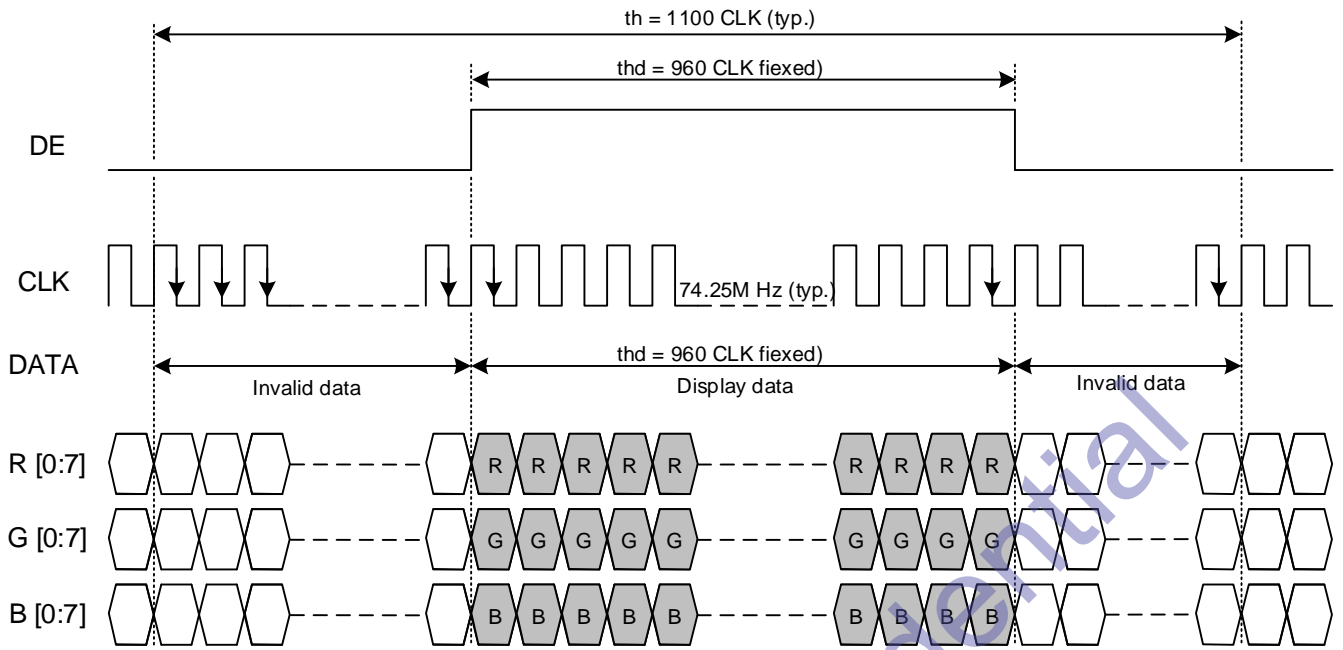 th = 1100 CLK (typ.)
thd = 960 CLK fiexed)
DE
CLK
74.25M Hz (typ.)
DATA
thd = 960 CLK fiexed)
Invalid data
Display data
Invalid data
R [0:7]
R R R R R R R R R
G [0:7]
G G G G G G G G G
B [0:7]
B B B B B B B B B